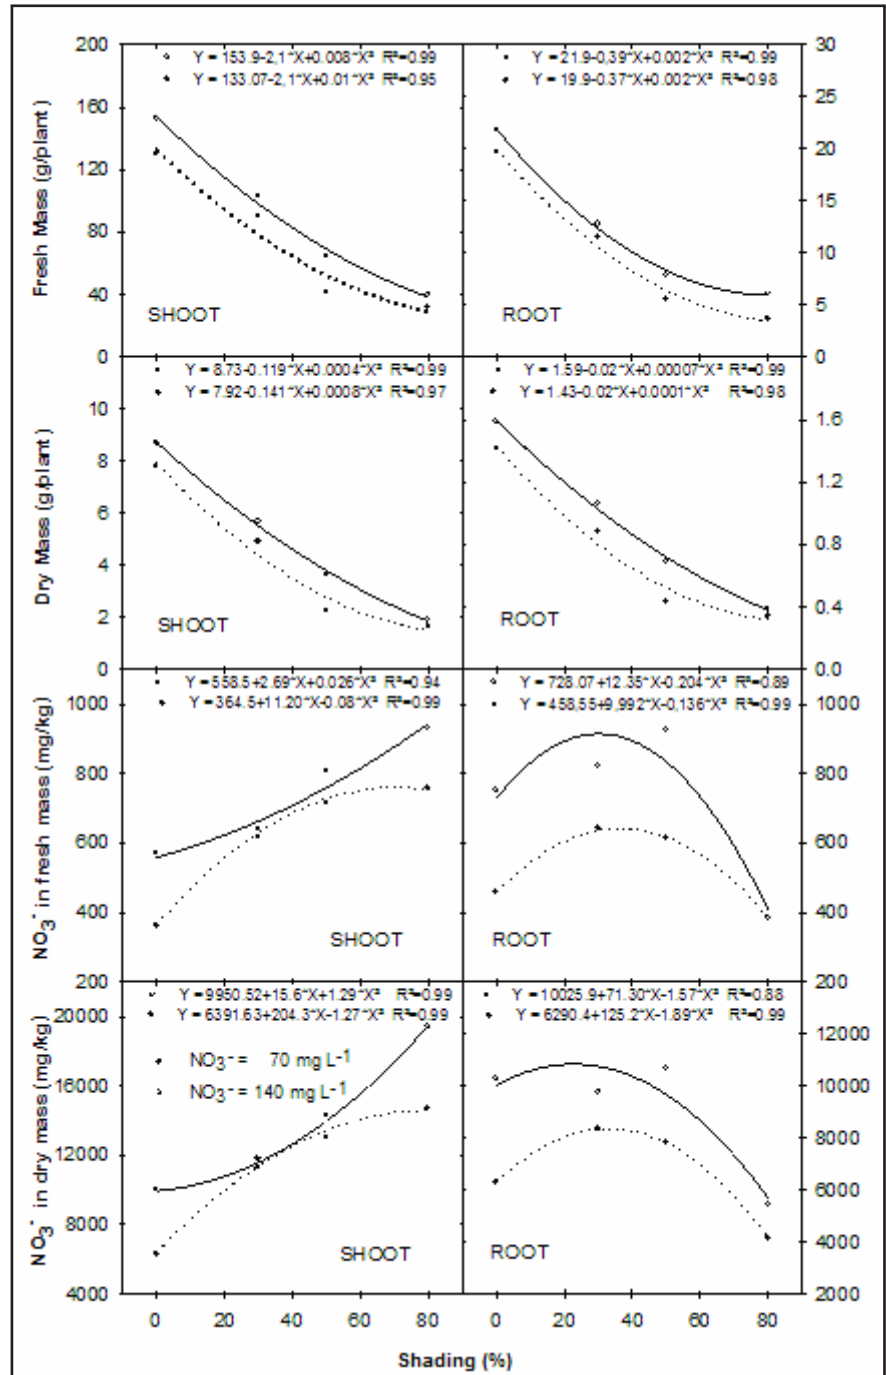 Y = 153.9-2,1*X+0.008*X² R²=0.99
Y = 133.07-2,1*X+0.01*X² R²=0.95
Y = 21.9-0,39*X+0.002*X² R²=0.99
Y = 19.9-0.37*X+0.002*X² R²=0.98
200
160
120
80
40
0
Fresh Mass (g/plant)
SHOOT
ROOT
30
25
20
15
10
5
0
Y = 8.73-0.119*X+0.0004*X² R²=0.99
Y = 7.92-0.141*X+0.0008*X² R²=0.97
Y = 1.59-0.02*X+0.00007*X² R²=0.99
Y = 1.43-0.02*X+0.0001*X² R²=0.98
10
8
6
4
2
0
Dry Mass (g/plant)
SHOOT
ROOT
1.6
1.2
0.8
0.4
0.0
Y = 558.5+2.69*X+0.026*X² R²=0.94
Y = 364.5+11.20*X-0.08*X² R²=0.99
Y = 728.07+12.35*X-0.204*X² R²=0.89
Y = 458,55+9,992*X-0,136*X² R²=0.99
1000
800
600
400
200
NO₃⁻ in fresh mass (mg/kg)
SHOOT
ROOT
1000
800
600
400
200
Y = 9950.52+15.6*X+1.29*X² R²=0.99
Y = 6391.63+204.3*X-1.27*X² R²=0.99
Y = 10025.9+71.30*X-1.57*X² R²=0.88
Y = 6290.4+125.2*X-1.89*X² R²=0.99
20000
16000
12000
8000
4000
NO₃⁻ in dry mass (mg/kg)
NO₃⁻ = 70 mg L⁻¹
NO₃⁻ = 140 mg L⁻¹
SHOOT
ROOT
12000
10000
8000
6000
4000
2000
0 20 40 60 80
0 20 40 60 80
Shading (%)